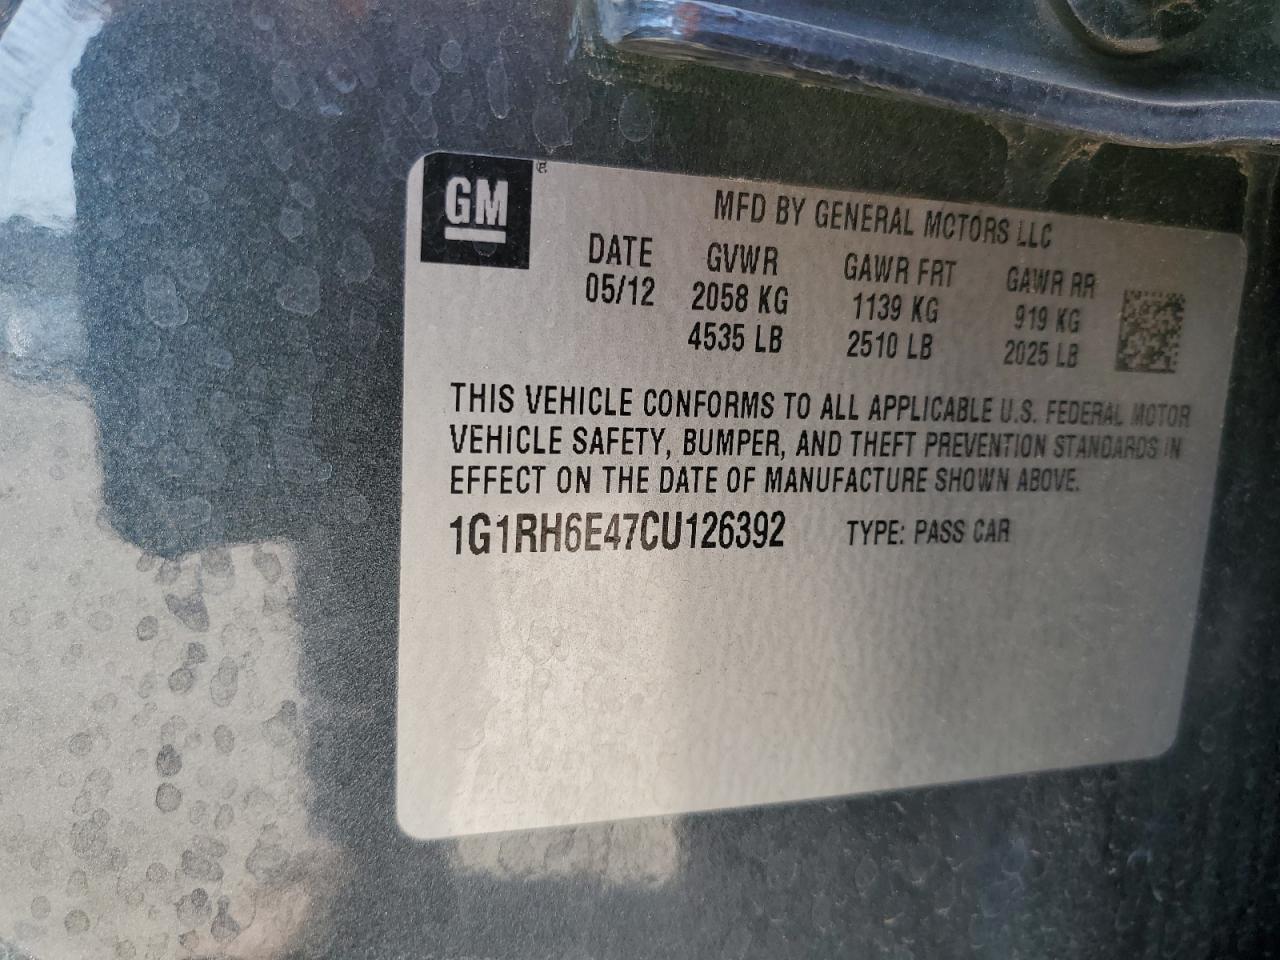 GM
MFD BY GENERAL MOTORS LLC
DATE GVWR GAWR FRT GAWR RR
05/12 2058 KG 1139 KG 919 KG
4535 LB 2510 LB 2025 LB
THIS VEHICLE CONFORMS TO ALL APPLICABLE U.S. FEDERAL MOTOR
VEHICLE SAFETY, BUMPER, AND THEFT PREVENTION STANDARDS IN
EFFECT ON THE DATE OF MANUFACTURE SHOWN ABOVE.
1G1RH6E47CU126392 TYPE: PASS CAR